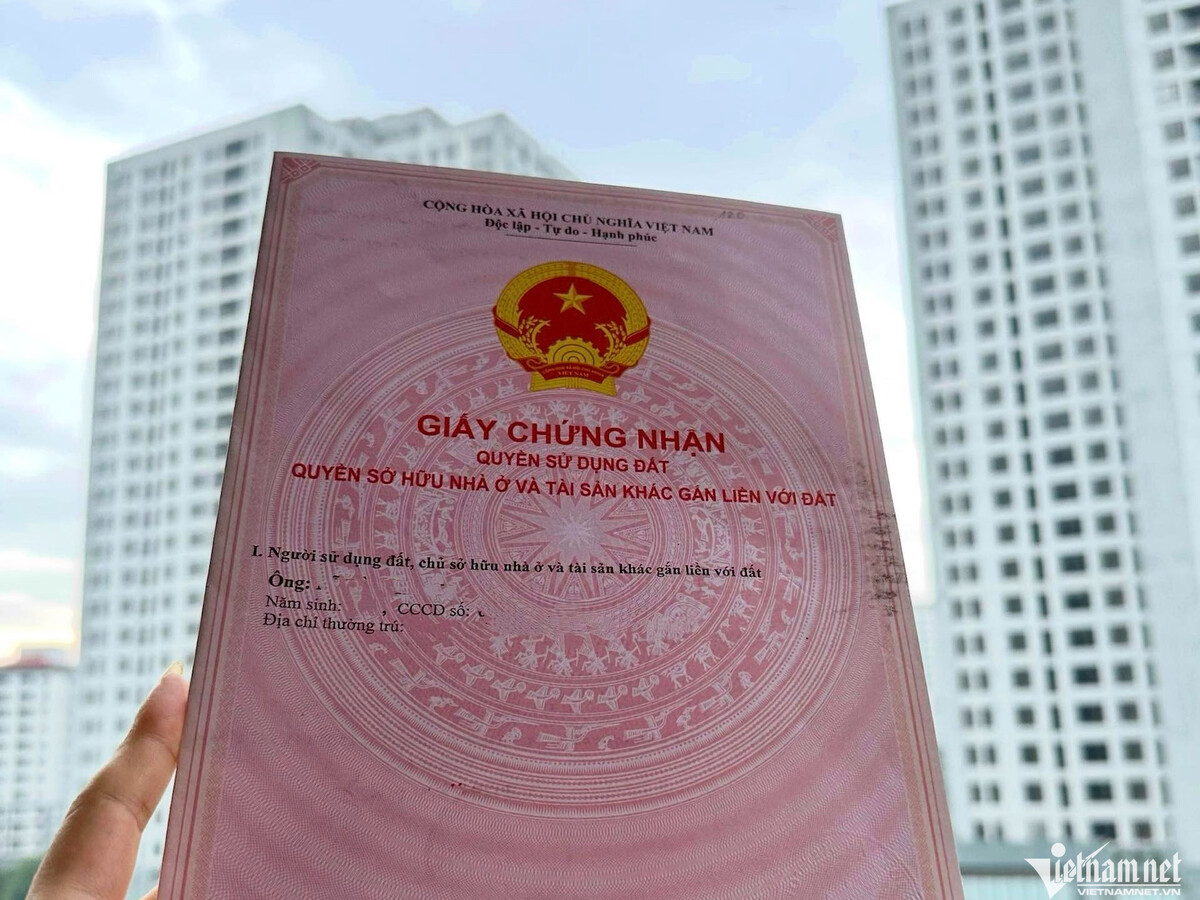 CỘNG HÒA XÃ HỘI CHỦ NGHĨA VIỆT NAM
Độc lập - Tự do - Hạnh phúc
GIẤY CHỨNG NHẬN
QUYỀN SỬ DỤNG ĐẤT
QUYỀN SỞ HỮU NHÀ Ở VÀ TÀI SẢN KHÁC GẮN LIỀN VỚI ĐẤT
I. Người sử dụng đất, chủ sở hữu nhà ở và tài sản khác gắn liền với đất
Ông:
Năm sinh: , CCCD số:
Địa chỉ thường trú:
Vietnamnet
VIETNAMNET.VN